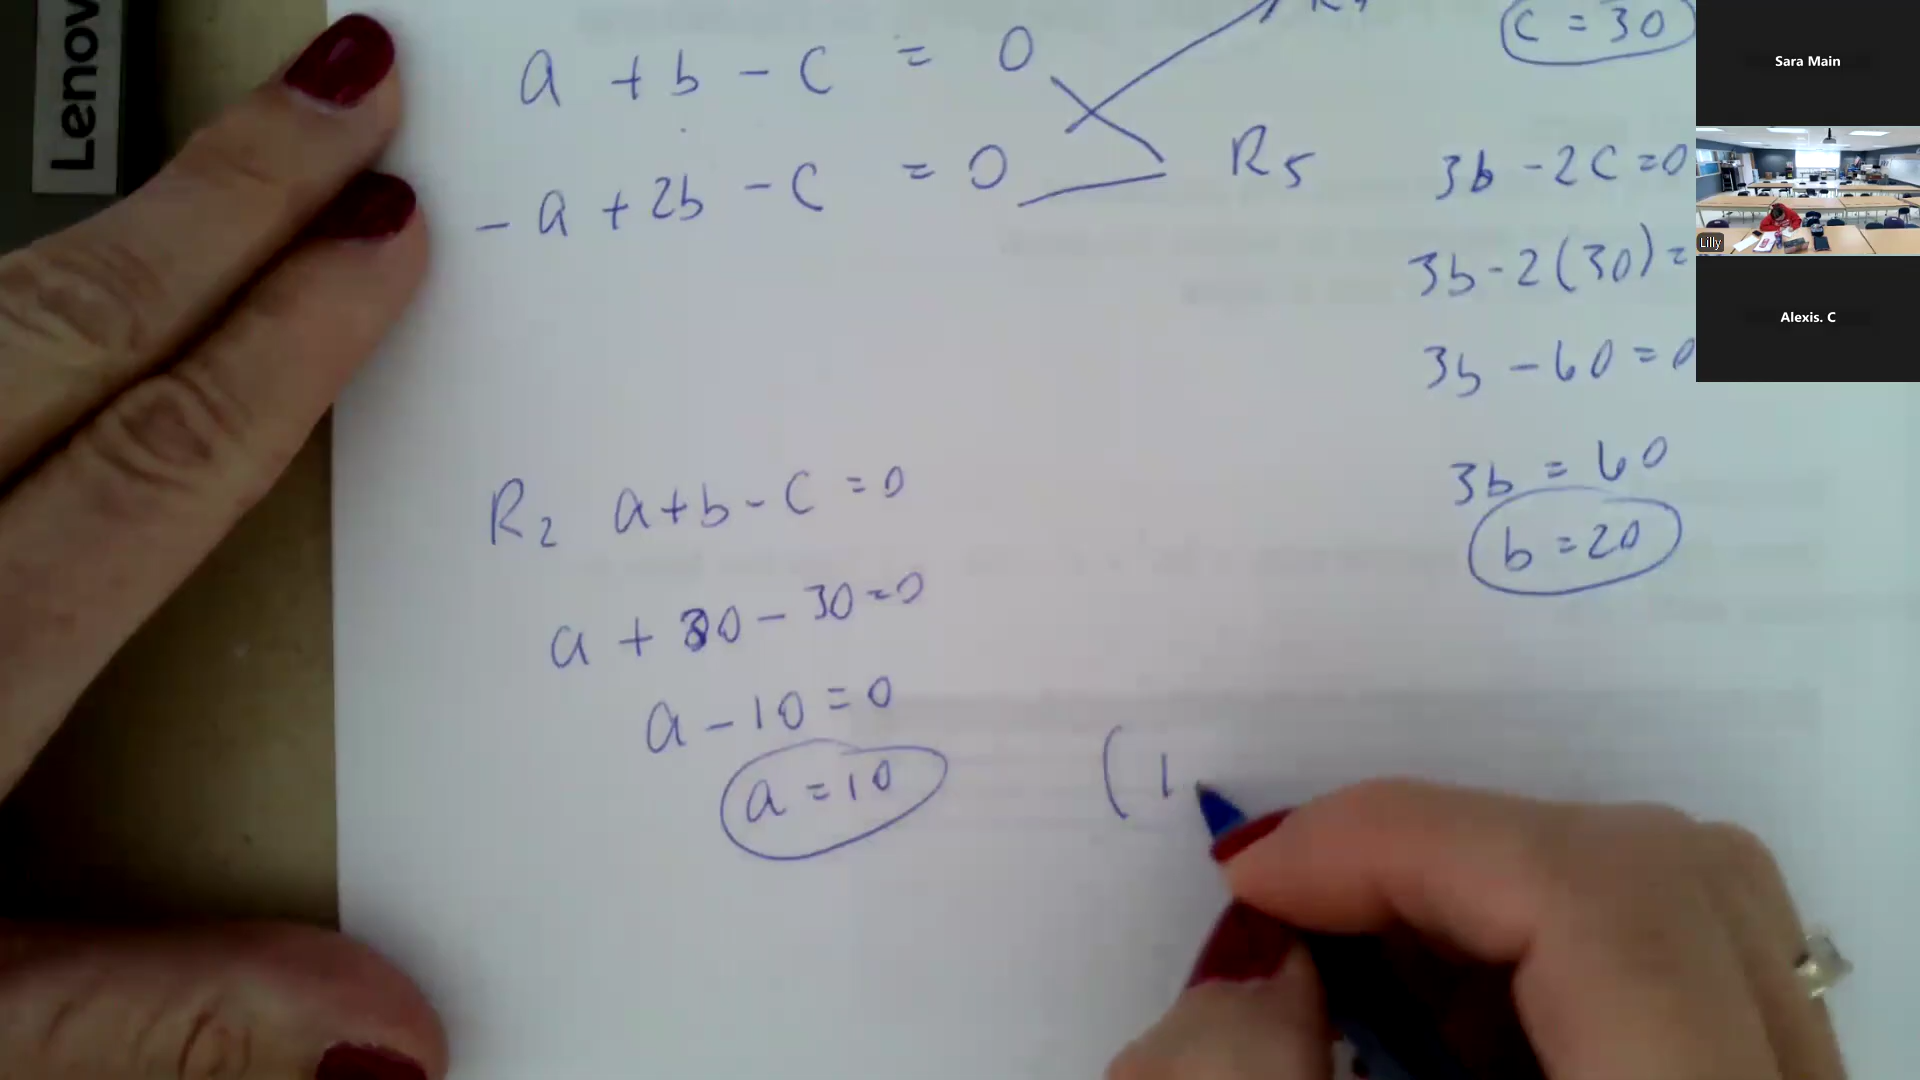 Lenov
c = 30
a + b - c = 0
- a + 2b - c = 0
R5
3b - 2c = 0
3b - 2(30) =
3b - 60 = 0
3b = 60
b = 20
R2 a + b - c = 0
a + 20 - 30 = 0
a - 10 = 0
a = 10
( 1
Sara Main
Lilly
Alexis. C